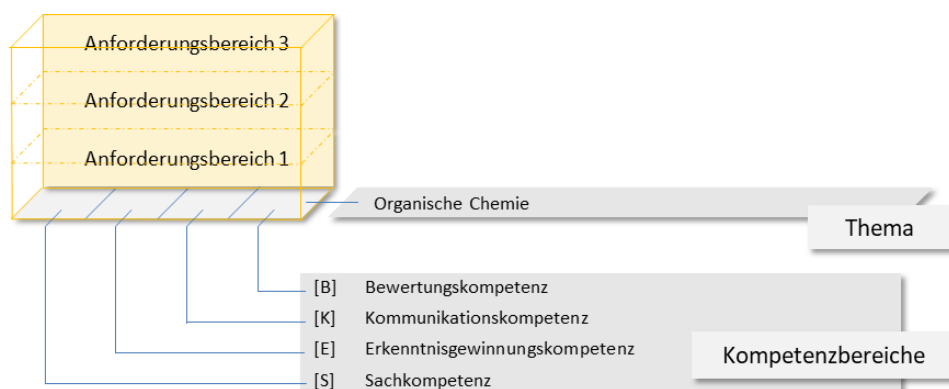 Anforderungsbereich 3
Anforderungsbereich 2
Anforderungsbereich 1
Organische Chemie
Thema
[B] Bewertungskompetenz
[K] Kommunikationskompetenz
[E] Erkenntnisgewinnungskompetenz
Kompetenzbereiche
[S] Sachkompetenz